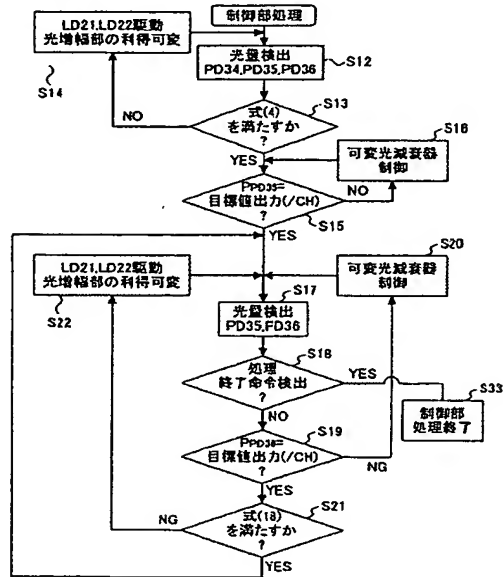 制御部処理
LD21,LD22駆動
光増幅部の利得可変
S14
光量検出
PD34,PD35,PD36
S12
NO
式(4)
を満たすか
?
S13
YES
S16
可変光減衰器
制御
NO
PPD35=
目標値出力(/CH)
?
S15
YES
LD21,LD22駆動
光増幅部の利得可変
S22
S20
可変光減衰器
制御
S17
光量検出
PD35,PD36
処理
終了命令検出
?
S18
YES
S33
制御部
処理終了
NO
PPD36=
目標値出力(/CH)
?
S19
NG
YES
NG
式(18)
を満たすか
?
S21
YES